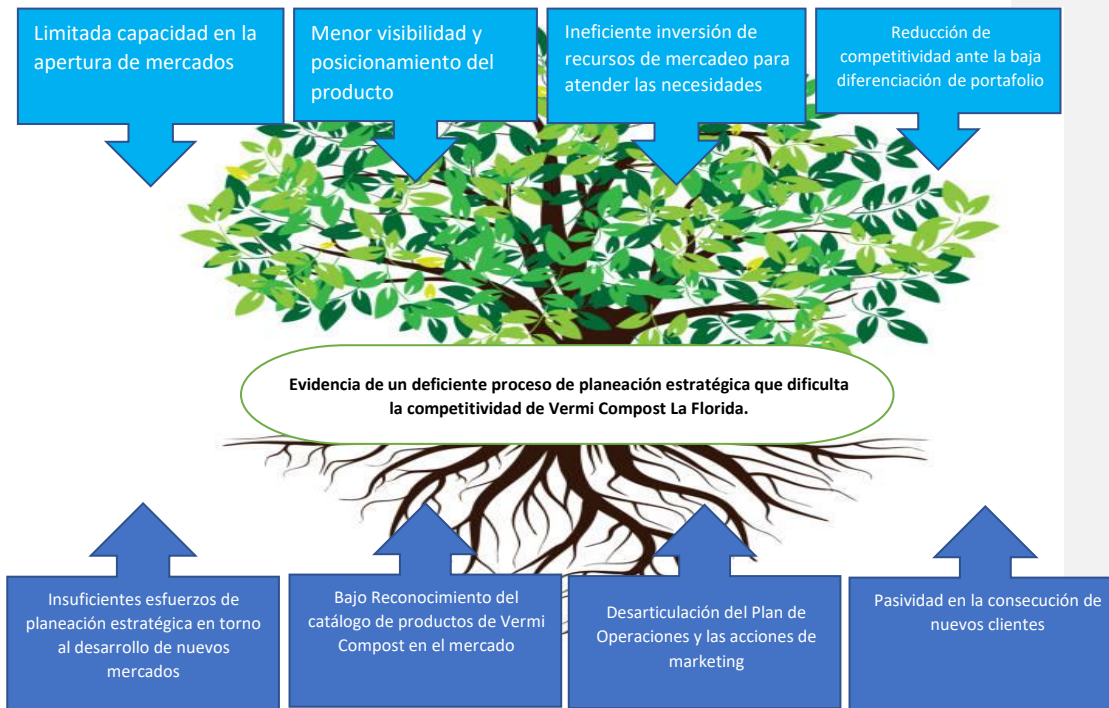 Limitada capacidad en la
apertura de mercados
Menor visibilidad y
posicionamiento del
producto
Ineficiente inversión de
recursos de mercadeo para
atender las necesidades
Reducción de
competitividad ante la baja
diferenciación de portafolio
Evidencia de un deficiente proceso de planeación estratégica que dificulta
la competitividad de Vermi Compost La Florida.
Insuficientes esfuerzos de
planeación estratégica en torno
al desarrollo de nuevos
mercados
Bajo Reconocimiento del
catálogo de productos de Vermi
Compost en el mercado
Desarticulación del Plan de
Operaciones y las acciones de
marketing
Pasividad en la consecución de
nuevos clientes